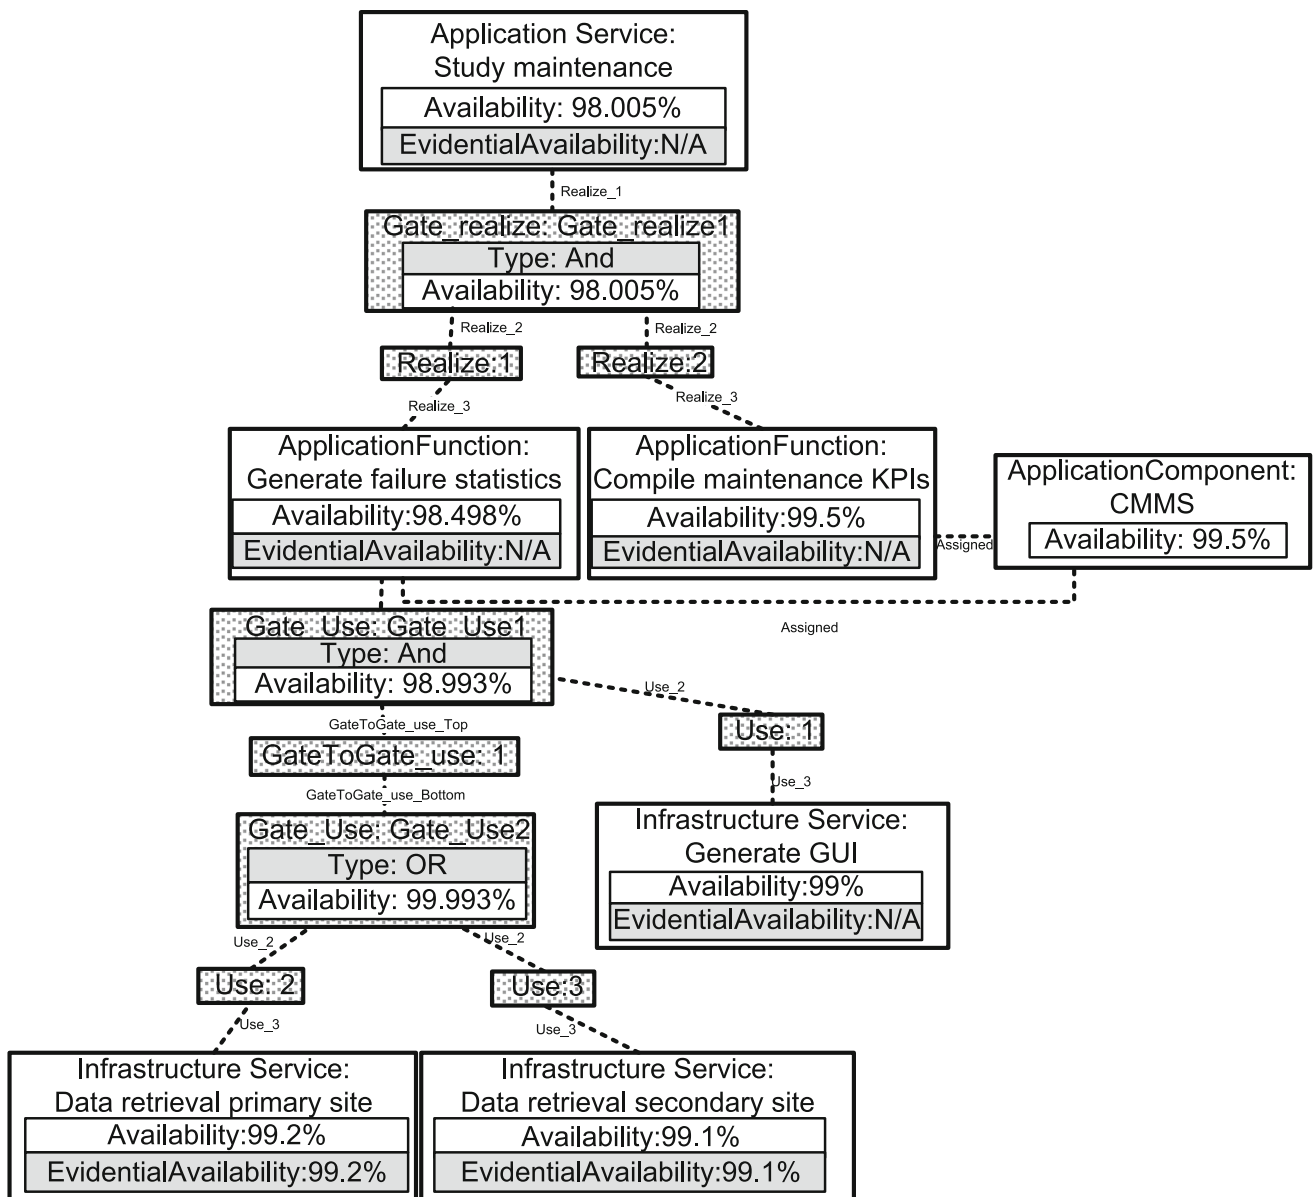 Application Service:
Study maintenance
Availability: 98.005%
EvidentialAvailability:N/A
Realize_1
Gate_realize: Gate_realize1
Type: And
Availability: 98.005%
Realize_2
Realize_2
Realize:1
Realize:2
Realize_3
Realize_3
ApplicationFunction:
Generate failure statistics
Availability:98.498%
EvidentialAvailability:N/A
ApplicationFunction:
Compile maintenance KPIs
Availability:99.5%
EvidentialAvailability:N/A
Assigned
ApplicationComponent:
CMMS
Availability: 99.5%
Assigned
Gate_Use: Gate_Use1
Type: And
Availability: 98.993%
Use_2
GateToGate_use_Top
Use: 1
GateToGate_use: 1
Use_3
GateToGate_use_Bottom
Gate_Use: Gate_Use2
Type: OR
Availability: 99.993%
Infrastructure Service:
Generate GUI
Availability:99%
EvidentialAvailability:N/A
Use_2
Use_2
Use: 2
Use:3
Use_3
Use_3
Infrastructure Service:
Data retrieval primary site
Availability:99.2%
EvidentialAvailability:99.2%
Infrastructure Service:
Data retrieval secondary site
Availability:99.1%
EvidentialAvailability:99.1%